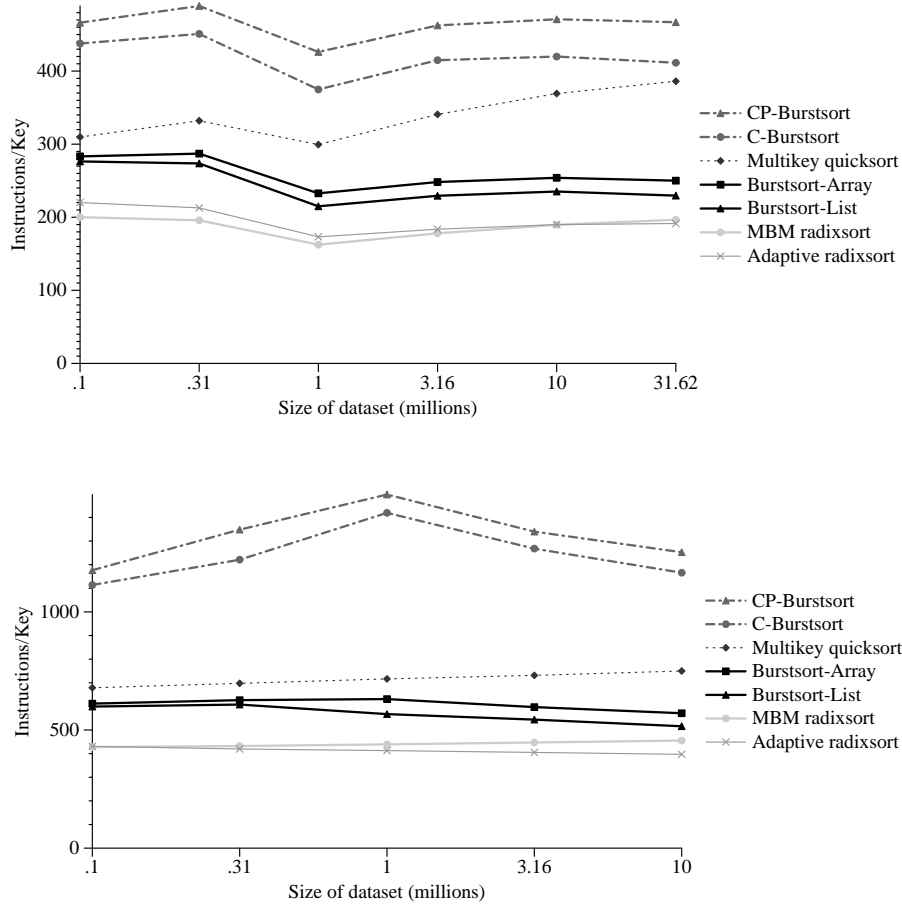 400
300
200
100
0
Instructions/Key
.1 .31 1 3.16 10 31.62
Size of dataset (millions)
CP-Burstsort
C-Burstsort
Multikey quicksort
Burstsort-Array
Burstsort-List
MBM radixsort
Adaptive radixsort
1000
500
0
Instructions/Key
.1 .31 1 3.16 10
Size of dataset (millions)
CP-Burstsort
C-Burstsort
Multikey quicksort
Burstsort-Array
Burstsort-List
MBM radixsort
Adaptive radixsort